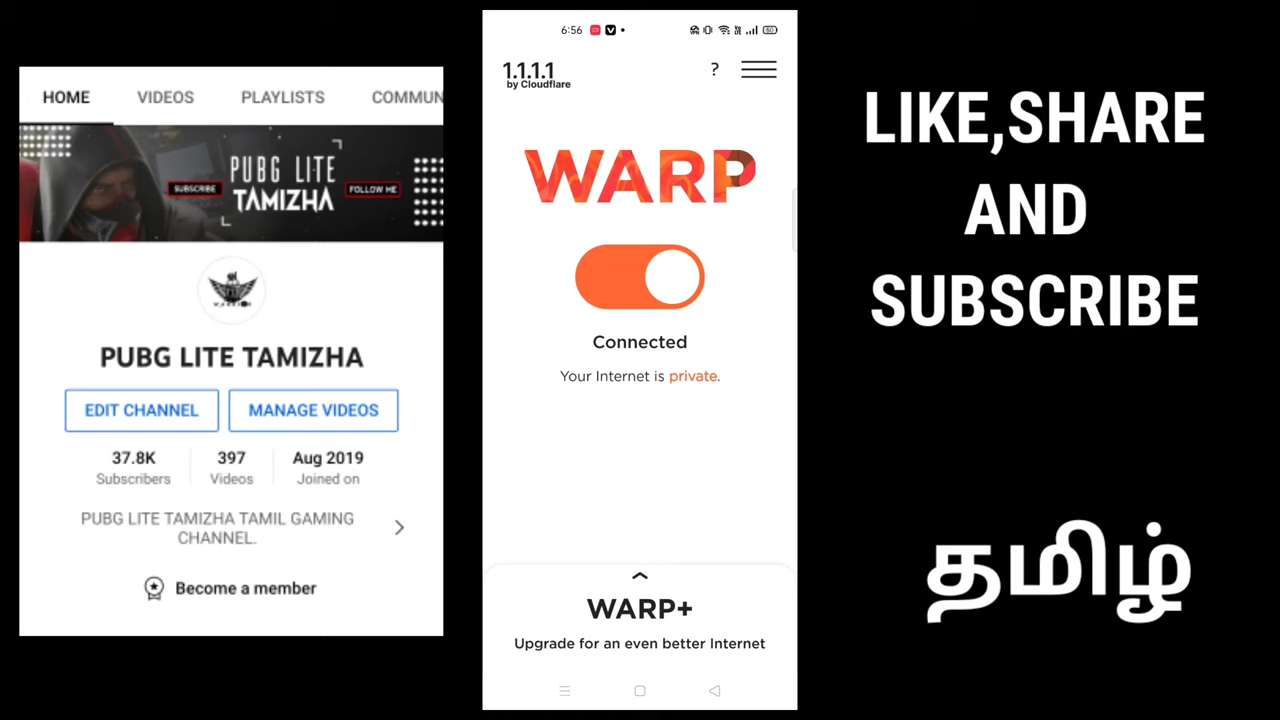 HOME VIDEOS PLAYLISTS COMMUN
PUBG LITE
SUBSCRIBE TAMIZHA FOLLOW ME
PUBG LITE TAMIZHA
EDIT CHANNEL MANAGE VIDEOS
37.8K 397 Aug 2019
Subscribers Videos Joined on
PUBG LITE TAMIZHA TAMIL GAMING
CHANNEL.
Become a member
6:56
1.1.1.1 ?
by Cloudflare
WARP
Connected
Your Internet is private.
WARP+
Upgrade for an even better Internet
LIKE,SHARE
AND
SUBSCRIBE
தமிழ்